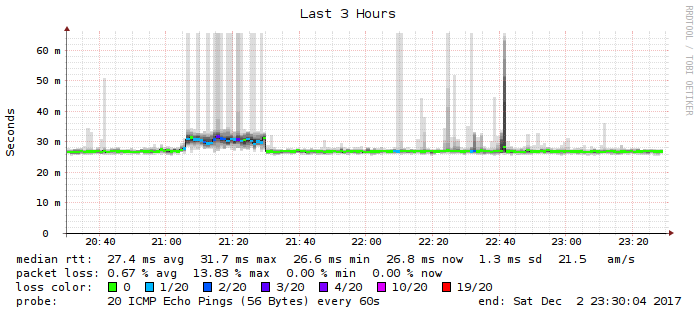 Last 3 Hours
RRDTOOL / TOBI OETIKER
Seconds
60 m
50 m
40 m
30 m
20 m
10 m
0
20:40 21:00 21:20 21:40 22:00 22:20 22:40 23:00 23:20
median rtt: 27.4 ms avg 31.7 ms max 26.6 ms min 26.8 ms now 1.3 ms sd 21.5 am/s
packet loss: 0.67 % avg 13.83 % max 0.00 % min 0.00 % now
loss color: 0 1/20 2/20 3/20 4/20 10/20 19/20
probe: 20 ICMP Echo Pings (56 Bytes) every 60s end: Sat Dec 2 23:30:04 2017